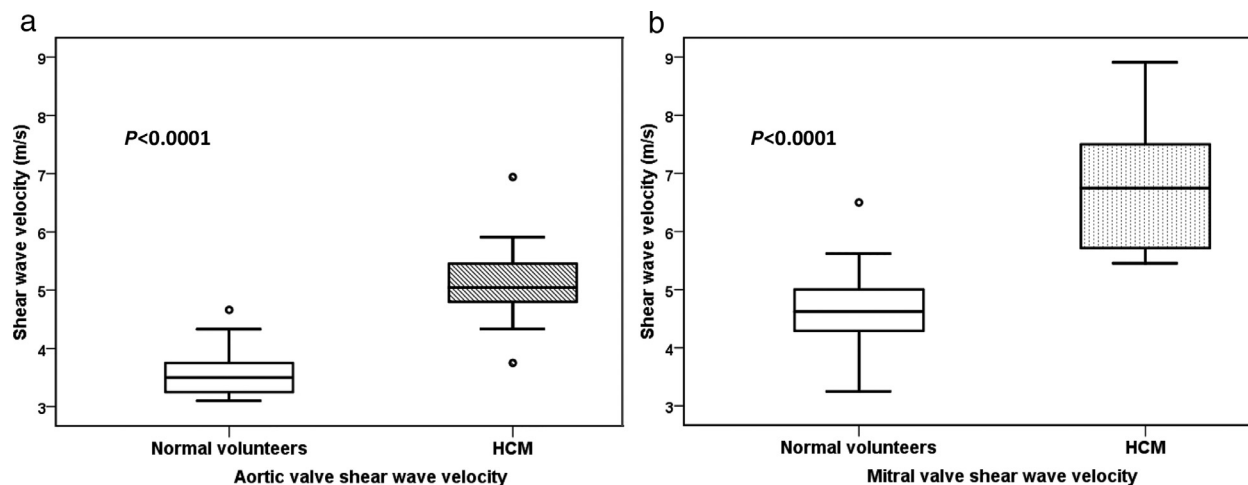 a
9
8
7
6
5
4
3
Shear wave velocity (m/s)
P<0.0001
Normal volunteers HCM
Aortic valve shear wave velocity
b
9
8
7
6
5
4
3
Shear wave velocity (m/s)
P<0.0001
Normal volunteers HCM
Mitral valve shear wave velocity